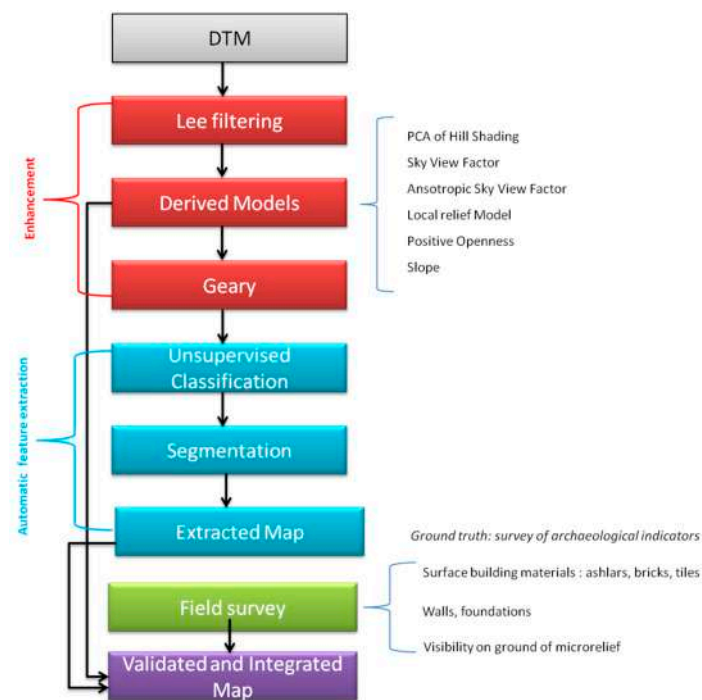 DTM
Enhancement
Lee filtering
Derived Models
Geary
PCA of Hill Shading
Sky View Factor
Ansotropic Sky View Factor
Local relief Model
Positive Openness
Slope
Automatic feature extraction
Unsupervised
Classification
Segmentation
Extracted Map
Ground truth: survey of archaeological indicators
Field survey
Surface building materials : ashlars, bricks, tiles
Walls, foundations
Visibility on ground of microrelief
Validated and Integrated
Map